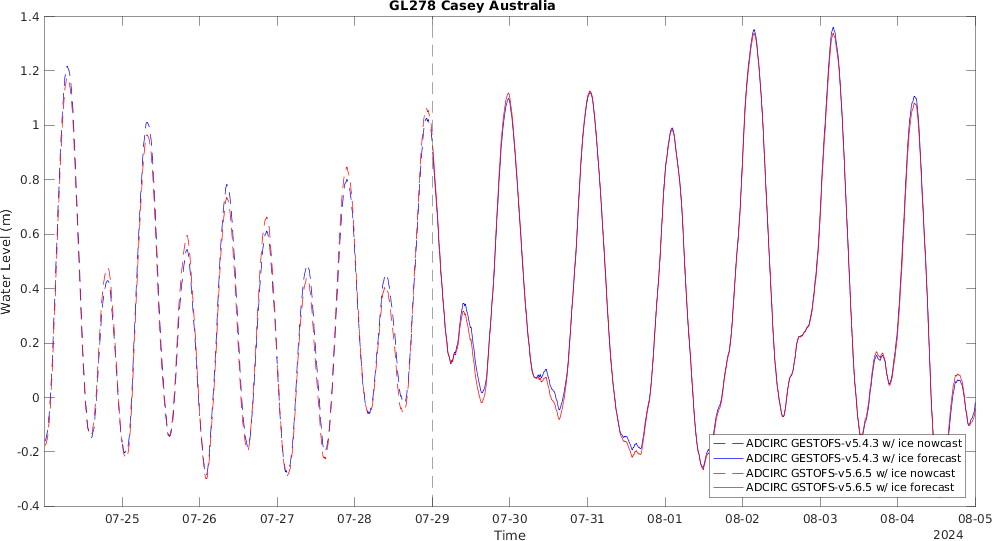 GL278 Casey Australia
1.4
1.2
1
0.8
0.6
0.4
0.2
0
-0.2
-0.4
Water Level (m)
ADCIRC GESTOFS-v5.4.3 w/ ice nowcast
ADCIRC GESTOFS-v5.4.3 w/ ice forecast
ADCIRC GSTOFS-v5.6.5 w/ ice nowcast
ADCIRC GSTOFS-v5.6.5 w/ ice forecast
07-25 07-26 07-27 07-28 07-29 07-30 07-31 08-01 08-02 08-03 08-04 08-05
Time
2024